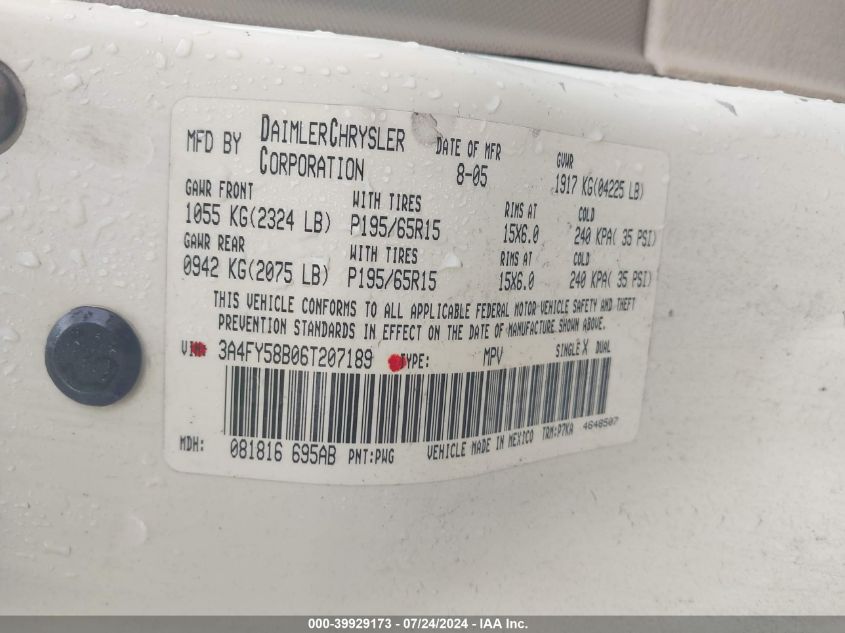 MFD BY DAIMLERCHRYSLER CORPORATION DATE OF MFR 8-05 GVWR 1917 KG(04225 LB)
GAWR FRONT WITH TIRES RIMS AT COLD
1055 KG(2324 LB) P195/65R15 15X6.0 240 KPA( 35 PSI)
GAWR REAR WITH TIRES RIMS AT COLD
0942 KG(2075 LB) P195/65R15 15X6.0 240 KPA( 35 PSI)
THIS VEHICLE CONFORMS TO ALL APPLICABLE FEDERAL MOTOR VEHICLE SAFETY AND THEFT
PREVENTION STANDARDS IN EFFECT ON THE DATE OF MANUFACTURE SHOWN ABOVE.
VIN: 3A4FY58B06T207189 TYPE: MPV SINGLE X DUAL
MDH: 081816 695AB PNT:PWG VEHICLE MADE IN MEXICO TRM:P7KA 4648507
000-39929173 - 07/24/2024 - IAA Inc.